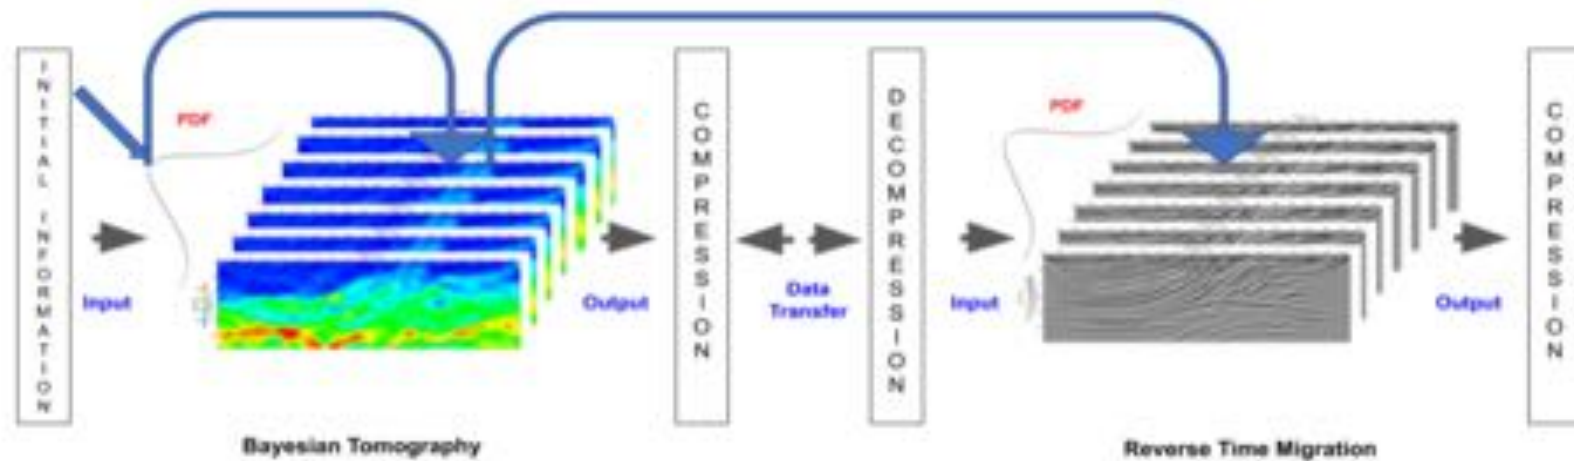 INITIAL INFORMATION
PDF
Input
Output
Bayesian Tomography
COMPRESSION
Data
Transfer
DECOMPRESSION
PDF
Input
Output
Reverse Time Migration
COMPRESSION